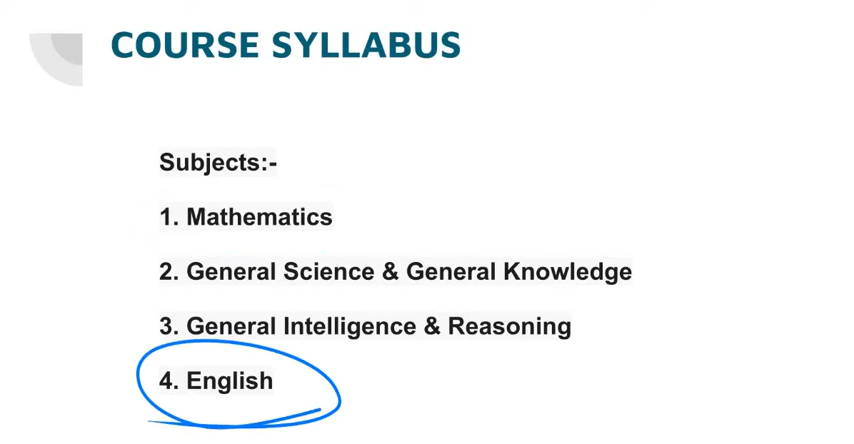 COURSE SYLLABUS
Subjects:-
1. Mathematics
2. General Science & General Knowledge
3. General Intelligence & Reasoning
4. English